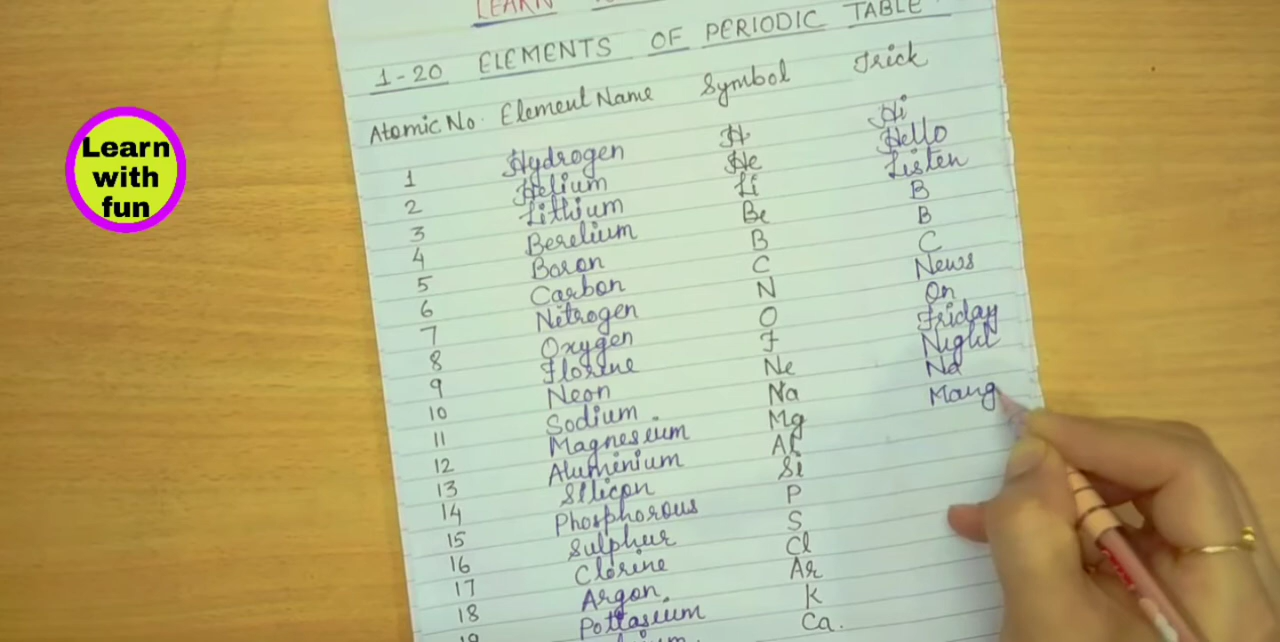 LEARN
1-20 ELEMENTS OF PERIODIC TABLE
Atomic No. Element Name Symbol Trick
1 Hydrogen H Hi
2 Helium He Hello
3 Lithium Li Listen
4 Berelium Be B
5 Boron B B
6 Carbon C C
7 Nitrogen N News
8 Oxygen O On
9 Florine F Friday
10 Neon Ne Night
11 Sodium Na Na
12 Magnesium Mg Mang
13 Aluminium Al
14 Silicon Si
15 Phosphorous P
16 Sulphur S
17 Clorine Cl
18 Argon Ar
19 Pottasium K
Ca.
Learn
with
fun